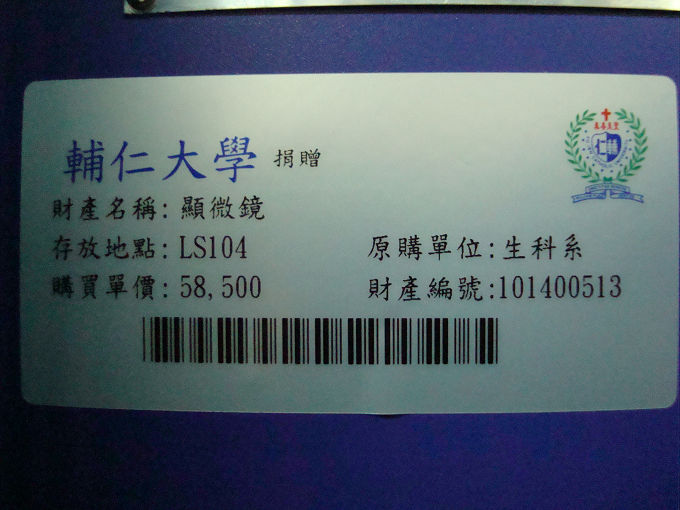 輔仁大學 捐贈
財產名稱: 顯微鏡
存放地點: LS104 原購單位: 生科系
購買單價: 58,500 財產編號:101400513